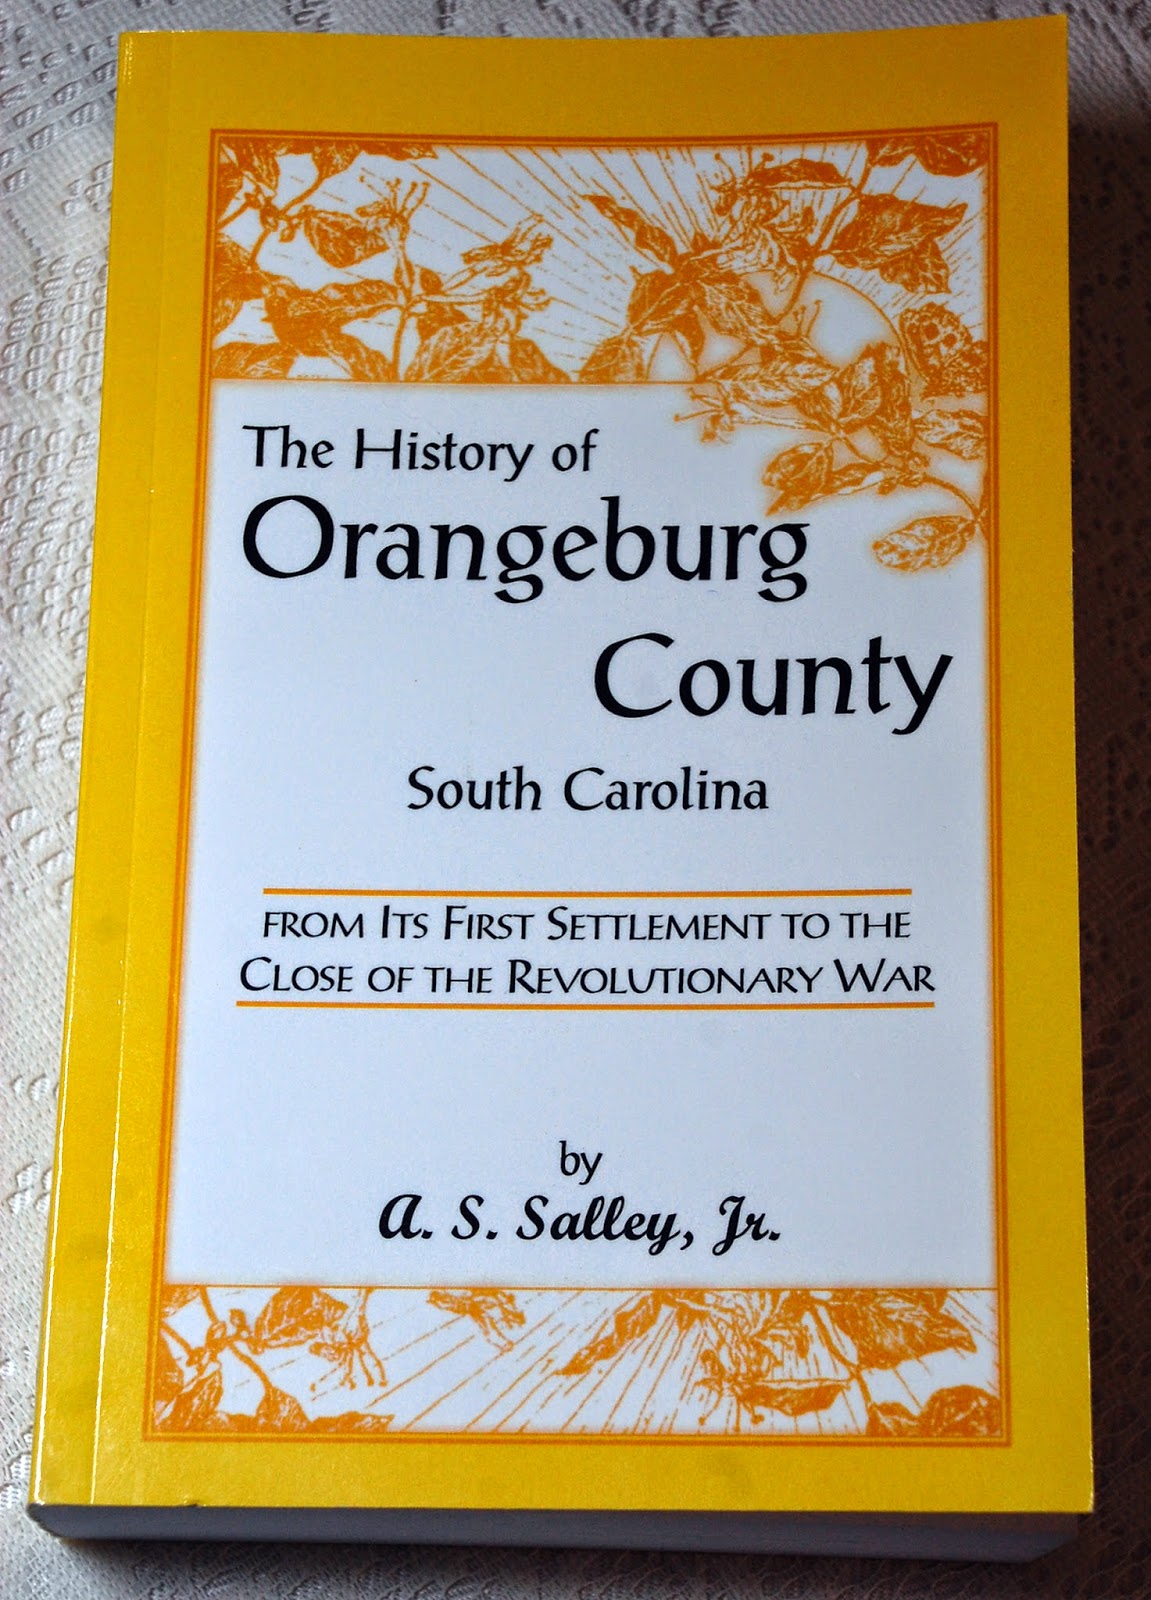 The History of
Orangeburg
County
South Carolina
FROM ITS FIRST SETTLEMENT TO THE
CLOSE OF THE REVOLUTIONARY WAR
by
A. S. Salley, Jr.